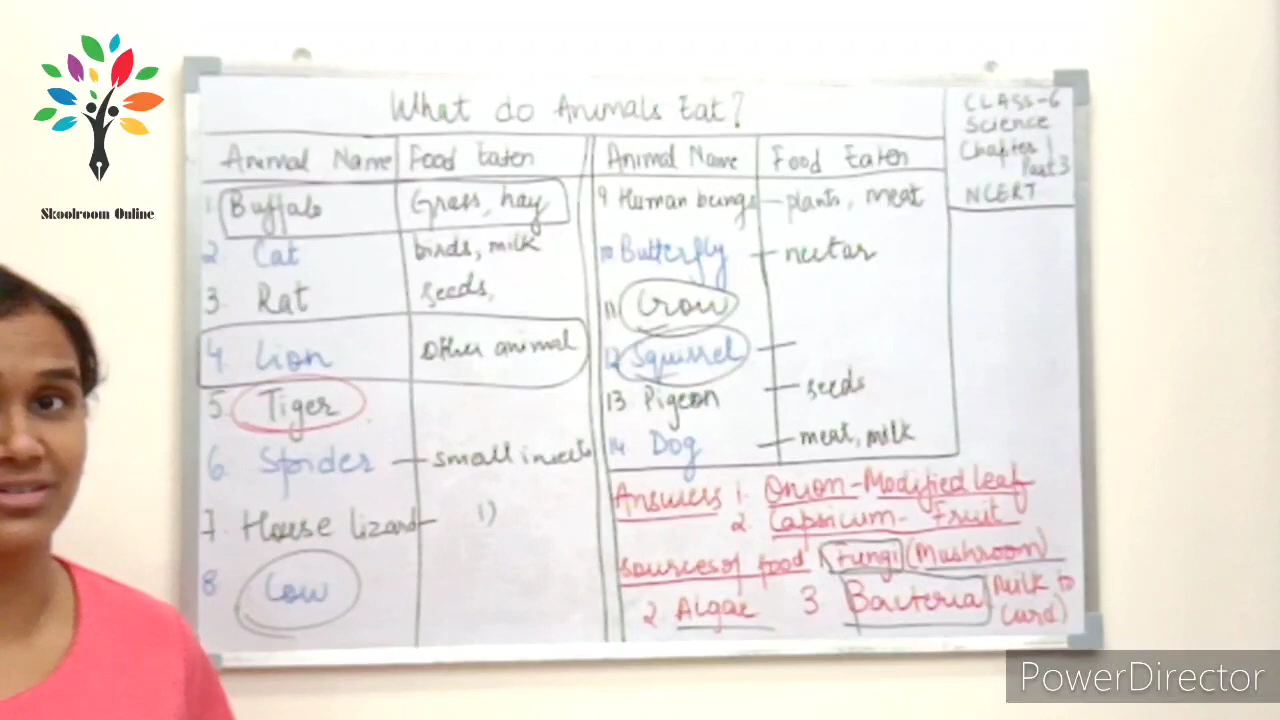 Skoolroom Online
What do Animals Eat?
CLASS-6
Science
Chapter 1
Part 3
NCERT
Animal Name Food Eaten
1 Buffalo Grass, hay
2. Cat birds, milk
3. Rat seeds,
4. Lion Other animal
5. Tiger
6. Spider – small insects
7. House lizard – 1)
8 Cow
Animal Name Food Eaten
9 Human beings – plants, meat
10 Butterfly – nectar
11 Crow
12 Squirrel –
13. Pigeon – seeds
14 Dog – meat, milk
Answers 1. Onion - Modified leaf
2. Capsicum - Fruit
Sources of food 1. Fungi (Mushroom)
2. Algae 3 Bacteria (Milk to
curd)
PowerDirector